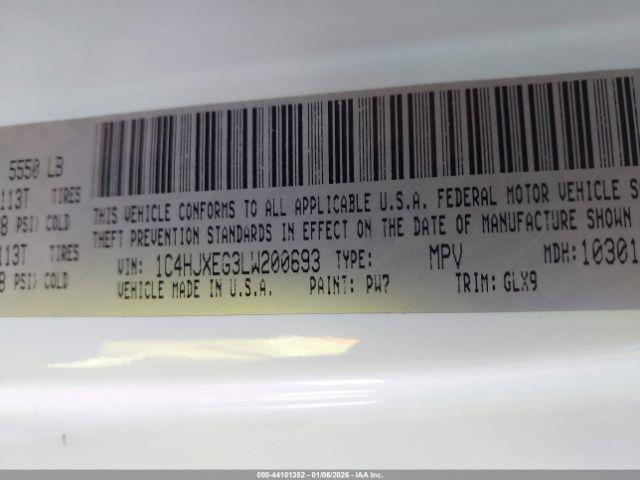 5550 LB
113T TIRES
8 PSI) COLD
113T TIRES
8 PSI) COLD
THIS VEHICLE CONFORMS TO ALL APPLICABLE U.S.A. FEDERAL MOTOR VEHICLE S
THEFT PREVENTION STANDARDS IN EFFECT ON THE DATE OF MANUFACTURE SHOWN
VIN: 1C4HJXEG3LW200693 TYPE: MPV MDH: 10301
VEHICLE MADE IN U.S.A. PAINT: PW7 TRIM: GLX9
000-44101352 | 01/06/2026 - IAA Inc.